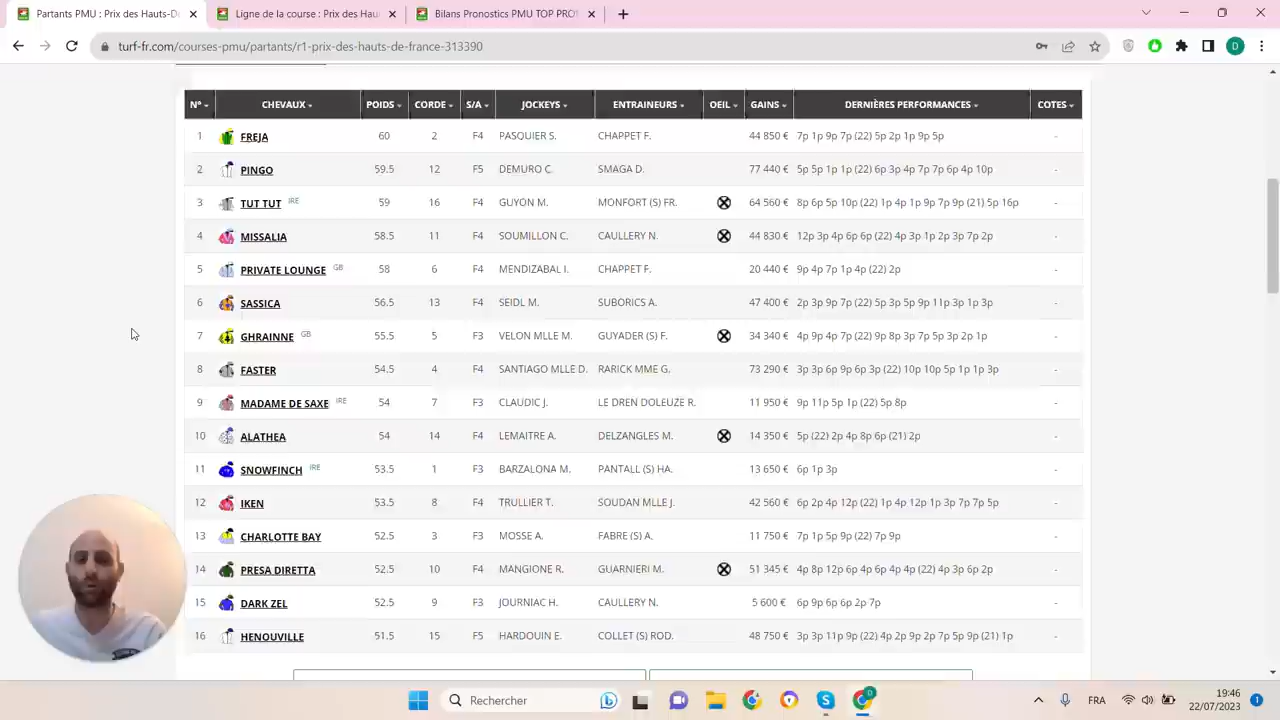 Partants PMU : Prix des Hauts-D
Ligne de la course : Prix des Hau
Bilans Pronostics PMU TOP PRO
turf-fr.com/courses-pmu/partants/r1-prix-des-hauts-de-france-313390
D
N° CHEVAUX POIDS CORDE S/A JOCKEYS ENTRAINEURS OEIL GAINS DERNIÈRES PERFORMANCES COTES
1 FREJA 60 2 F4 PASQUIER S. CHAPPET F. 44 850 € 7p 1p 9p 7p (22) 5p 2p 1p 9p 5p -
2 PINGO 59.5 12 F5 DEMURO C. SMAGA D. 77 440 € 5p 5p 1p 1p (22) 6p 3p 4p 7p 7p 6p 4p 10p -
3 TUT TUT IRE 59 16 F4 GUYON M. MONFORT (S) FR. 64 560 € 8p 6p 5p 10p (22) 1p 4p 1p 9p 7p 9p (21) 5p 16p -
4 MISSALIA 58.5 11 F4 SOUMILLON C. CAULLERY N. 44 830 € 12p 3p 4p 6p 6p (22) 4p 3p 1p 2p 3p 7p 2p -
5 PRIVATE LOUNGE GB 58 6 F4 MENDIZABAL I. CHAPPET F. 20 440 € 9p 4p 7p 1p 4p (22) 2p -
6 SASSICA 56.5 13 F4 SEIDL M. SUBORICS A. 47 400 € 2p 3p 9p 7p (22) 5p 3p 5p 9p 11p 3p 1p 3p -
7 GHRAINNE GB 55.5 5 F3 VELON MLLE M. GUYADER (S) F. 34 340 € 4p 9p 4p 7p (22) 9p 8p 3p 7p 5p 3p 2p 1p -
8 FASTER 54.5 4 F4 SANTIAGO MLLE D. RARICK MME G. 73 290 € 3p 3p 6p 9p 6p 3p (22) 10p 10p 5p 1p 1p 3p -
9 MADAME DE SAXE IRE 54 7 F3 CLAUDIC J. LE DREN DOLEUZE R. 11 950 € 9p 11p 5p 1p (22) 5p 8p -
10 ALATHEA 54 14 F4 LEMAITRE A. DELZANGLES M. 14 350 € 5p (22) 2p 4p 8p 6p (21) 2p -
11 SNOWFINCH IRE 53.5 1 F3 BARZALONA M. PANTALL (S) HA. 13 650 € 6p 1p 3p -
12 IKEN 53.5 8 F4 TRULLIER T. SOUDAN MLLE J. 42 560 € 6p 2p 4p 12p (22) 1p 4p 12p 1p 3p 7p 7p 5p -
13 CHARLOTTE BAY 52.5 3 F3 MOSSE A. FABRE (S) A. 11 750 € 7p 1p 5p 9p (22) 7p 9p -
14 PRESA DIRETTA 52.5 10 F4 MANGIONE R. GUARNIERI M. 51 345 € 4p 8p 12p 6p 4p 6p 4p 4p (22) 4p 3p 6p 2p -
15 DARK ZEL 52.5 9 F3 JOURNIAC H. CAULLERY N. 5 600 € 6p 9p 6p 6p 2p 7p -
16 HENOUVILLE 51.5 15 F5 HARDOUIN E. COLLET (S) ROD. 48 750 € 3p 3p 11p 9p (22) 4p 2p 9p 2p 7p 5p 9p (21) 1p -
Rechercher
FRA
19:46
22/07/2023
1